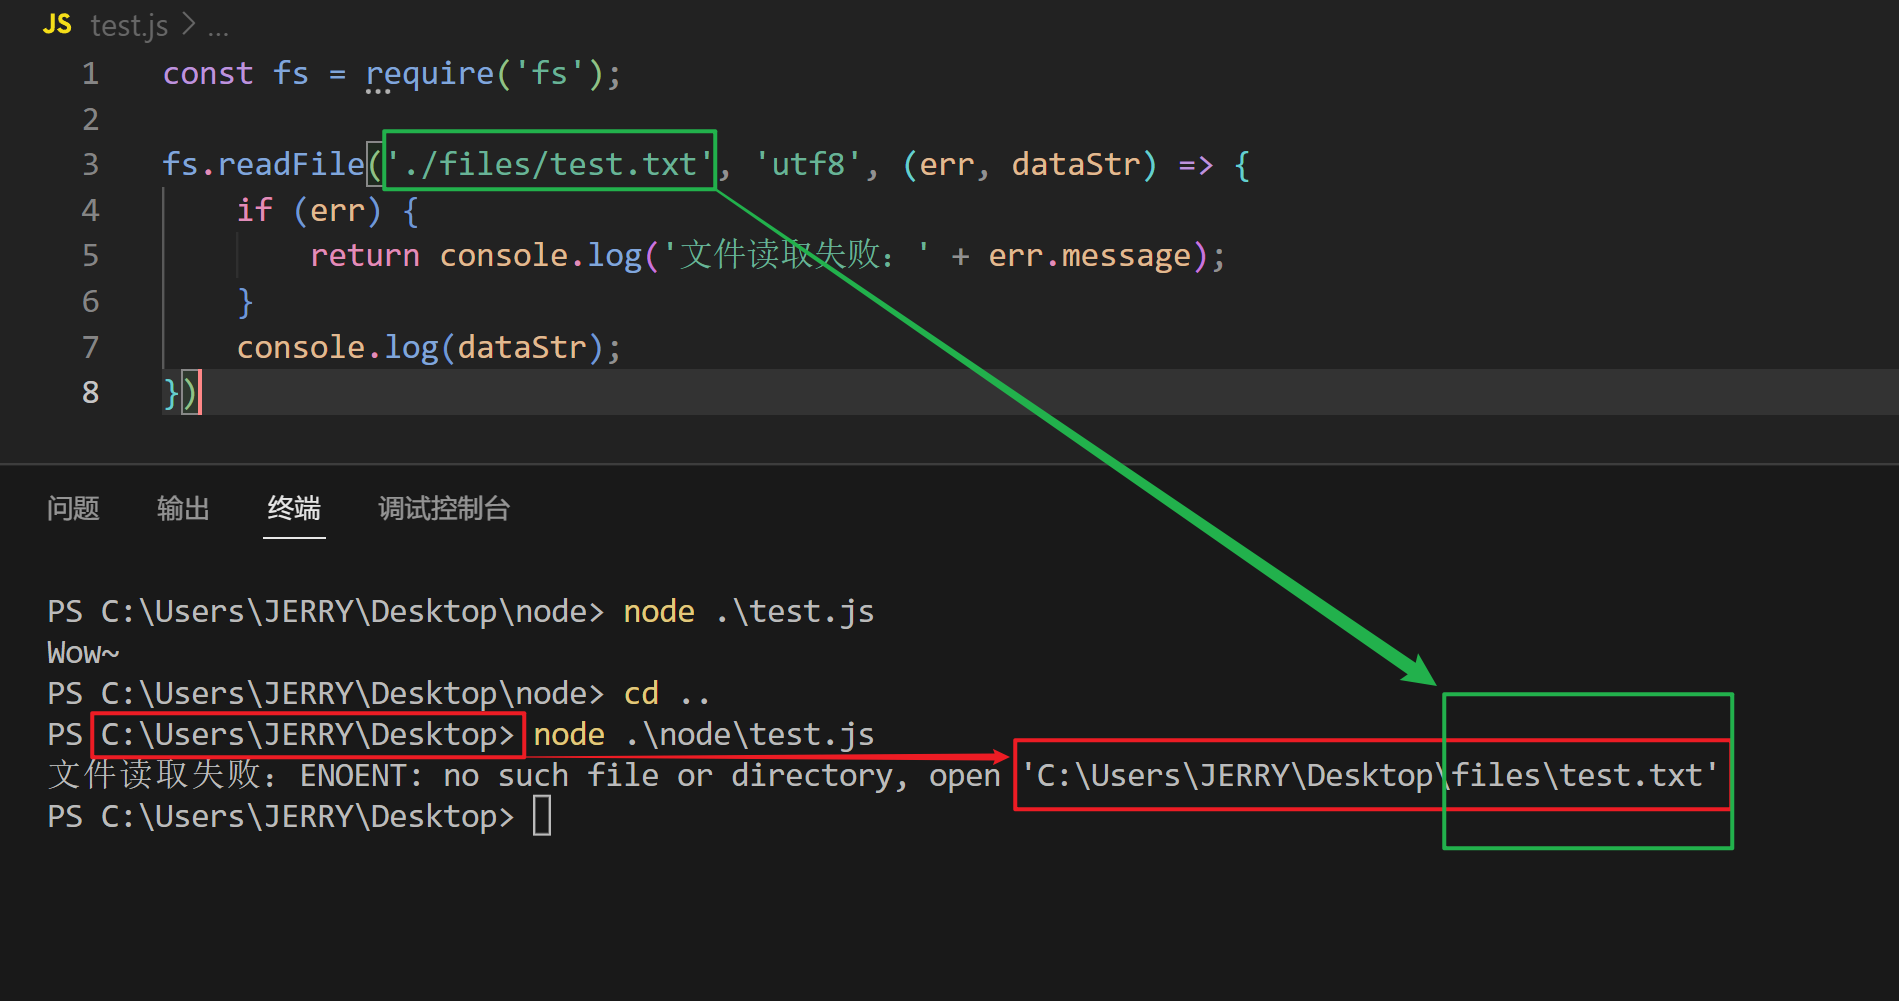 JS test.js > ...
1 const fs = require('fs');
2
3 fs.readFile('./files/test.txt', 'utf8', (err, dataStr) => {
4 if (err) {
5 return console.log('文件读取失败：' + err.message);
6 }
7 console.log(dataStr);
8 })
问题 输出 终端 调试控制台
PS C:\Users\JERRY\Desktop\node> node .\test.js
Wow~
PS C:\Users\JERRY\Desktop\node> cd ..
PS C:\Users\JERRY\Desktop> node .\node\test.js
文件读取失败：ENOENT: no such file or directory, open 'C:\Users\JERRY\Desktop\files\test.txt'
PS C:\Users\JERRY\Desktop>